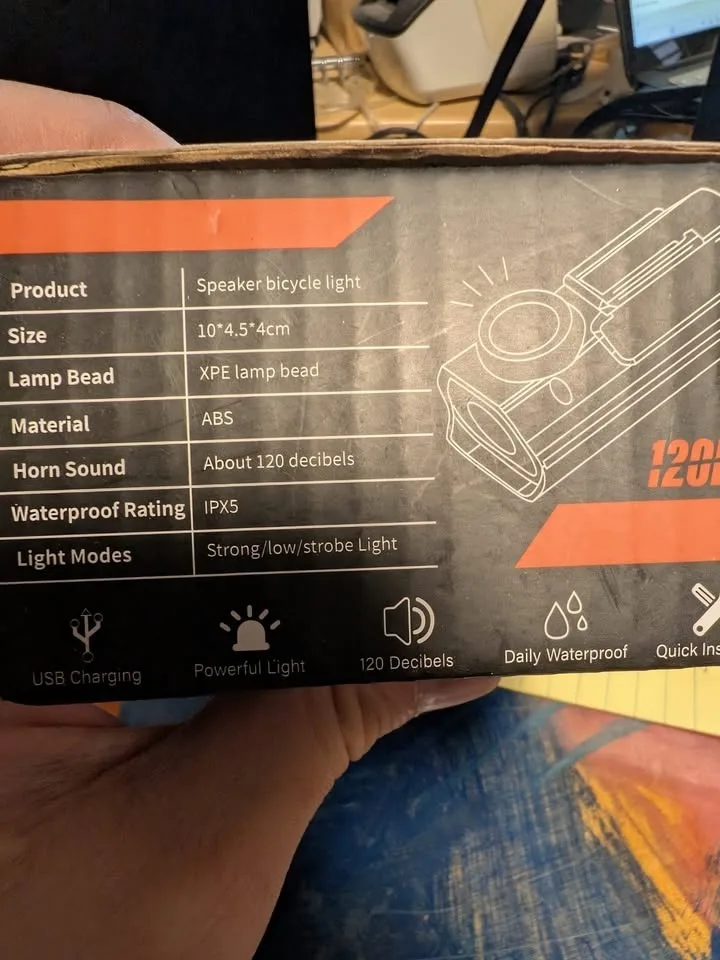 Product Speaker bicycle light
Size 10*4.5*4cm
Lamp Bead XPE lamp bead
Material ABS
Horn Sound About 120 decibels
Waterproof Rating IPX5
Light Modes Strong/low/strobe Light
120
USB Charging Powerful Light 120 Decibels Daily Waterproof Quick